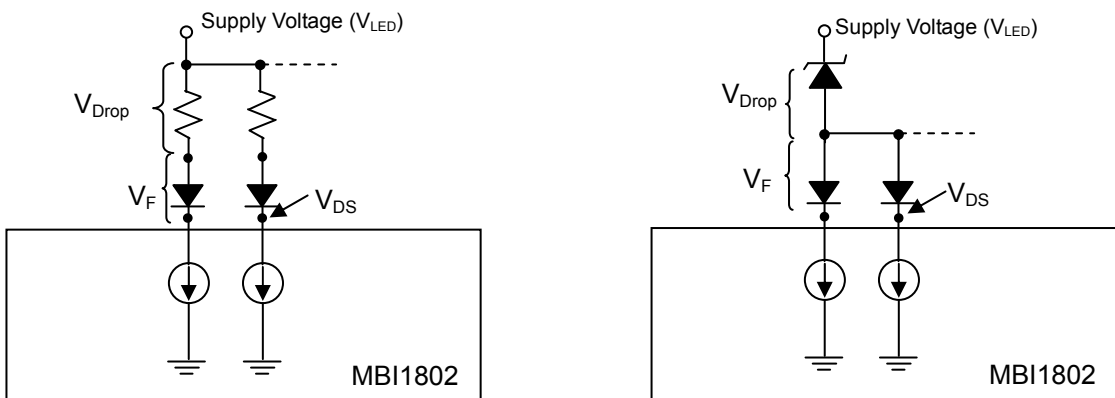 Supply Voltage (VLED)
VDrop
VF
VDS
MBI1802
Supply Voltage (VLED)
VDrop
VF
VDS
MBI1802